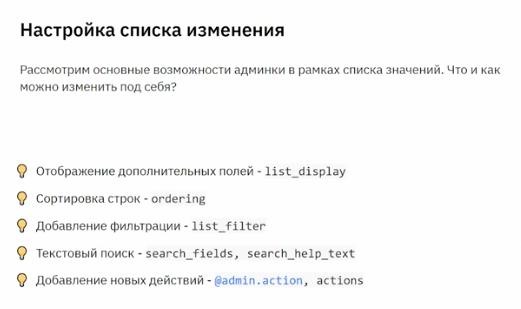 Настройка списка изменения
Рассмотрим основные возможности админки в рамках списка значений. Что и как
можно изменить под себя?
Отображение дополнительных полей - list_display
Сортировка строк - ordering
Добавление фильтрации - list_filter
Текстовый поиск - search_fields, search_help_text
Добавление новых действий - @admin.action, actions